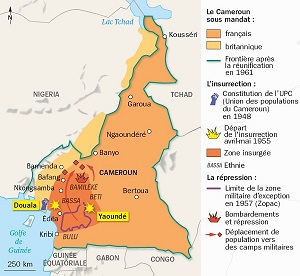 Le Cameroun
sous mandat :
français
britannique
Frontière après
la réunification
en 1961
L'insurrection :
Constitution de l'UPC
(Union des populations
du Cameroun)
en 1948
Départ
de l'insurrection
avril-mai 1955
Zone insurgée
BASSA Ethnie
La répression :
Limite de la zone
militaire d'exception
en 1957 (Zopac)
Bombardements
et répression
Déplacement de population
vers des camps militaires
N
Lac Tchad
Kousséri
NIGERIA
TCHAD
Garoua
Ngaoundéré
Banyo
Bamenda
CAMEROUN
Bafang
BAMILÉKÉ
Nkongsamba
Bertoua
BASSA
BETI
Douala
Yaoundé
Édéa
Golfe de
Guinée
Kribi
BULU
GUINÉE
ÉQUATORIALE
GABON
CONGO
250 km